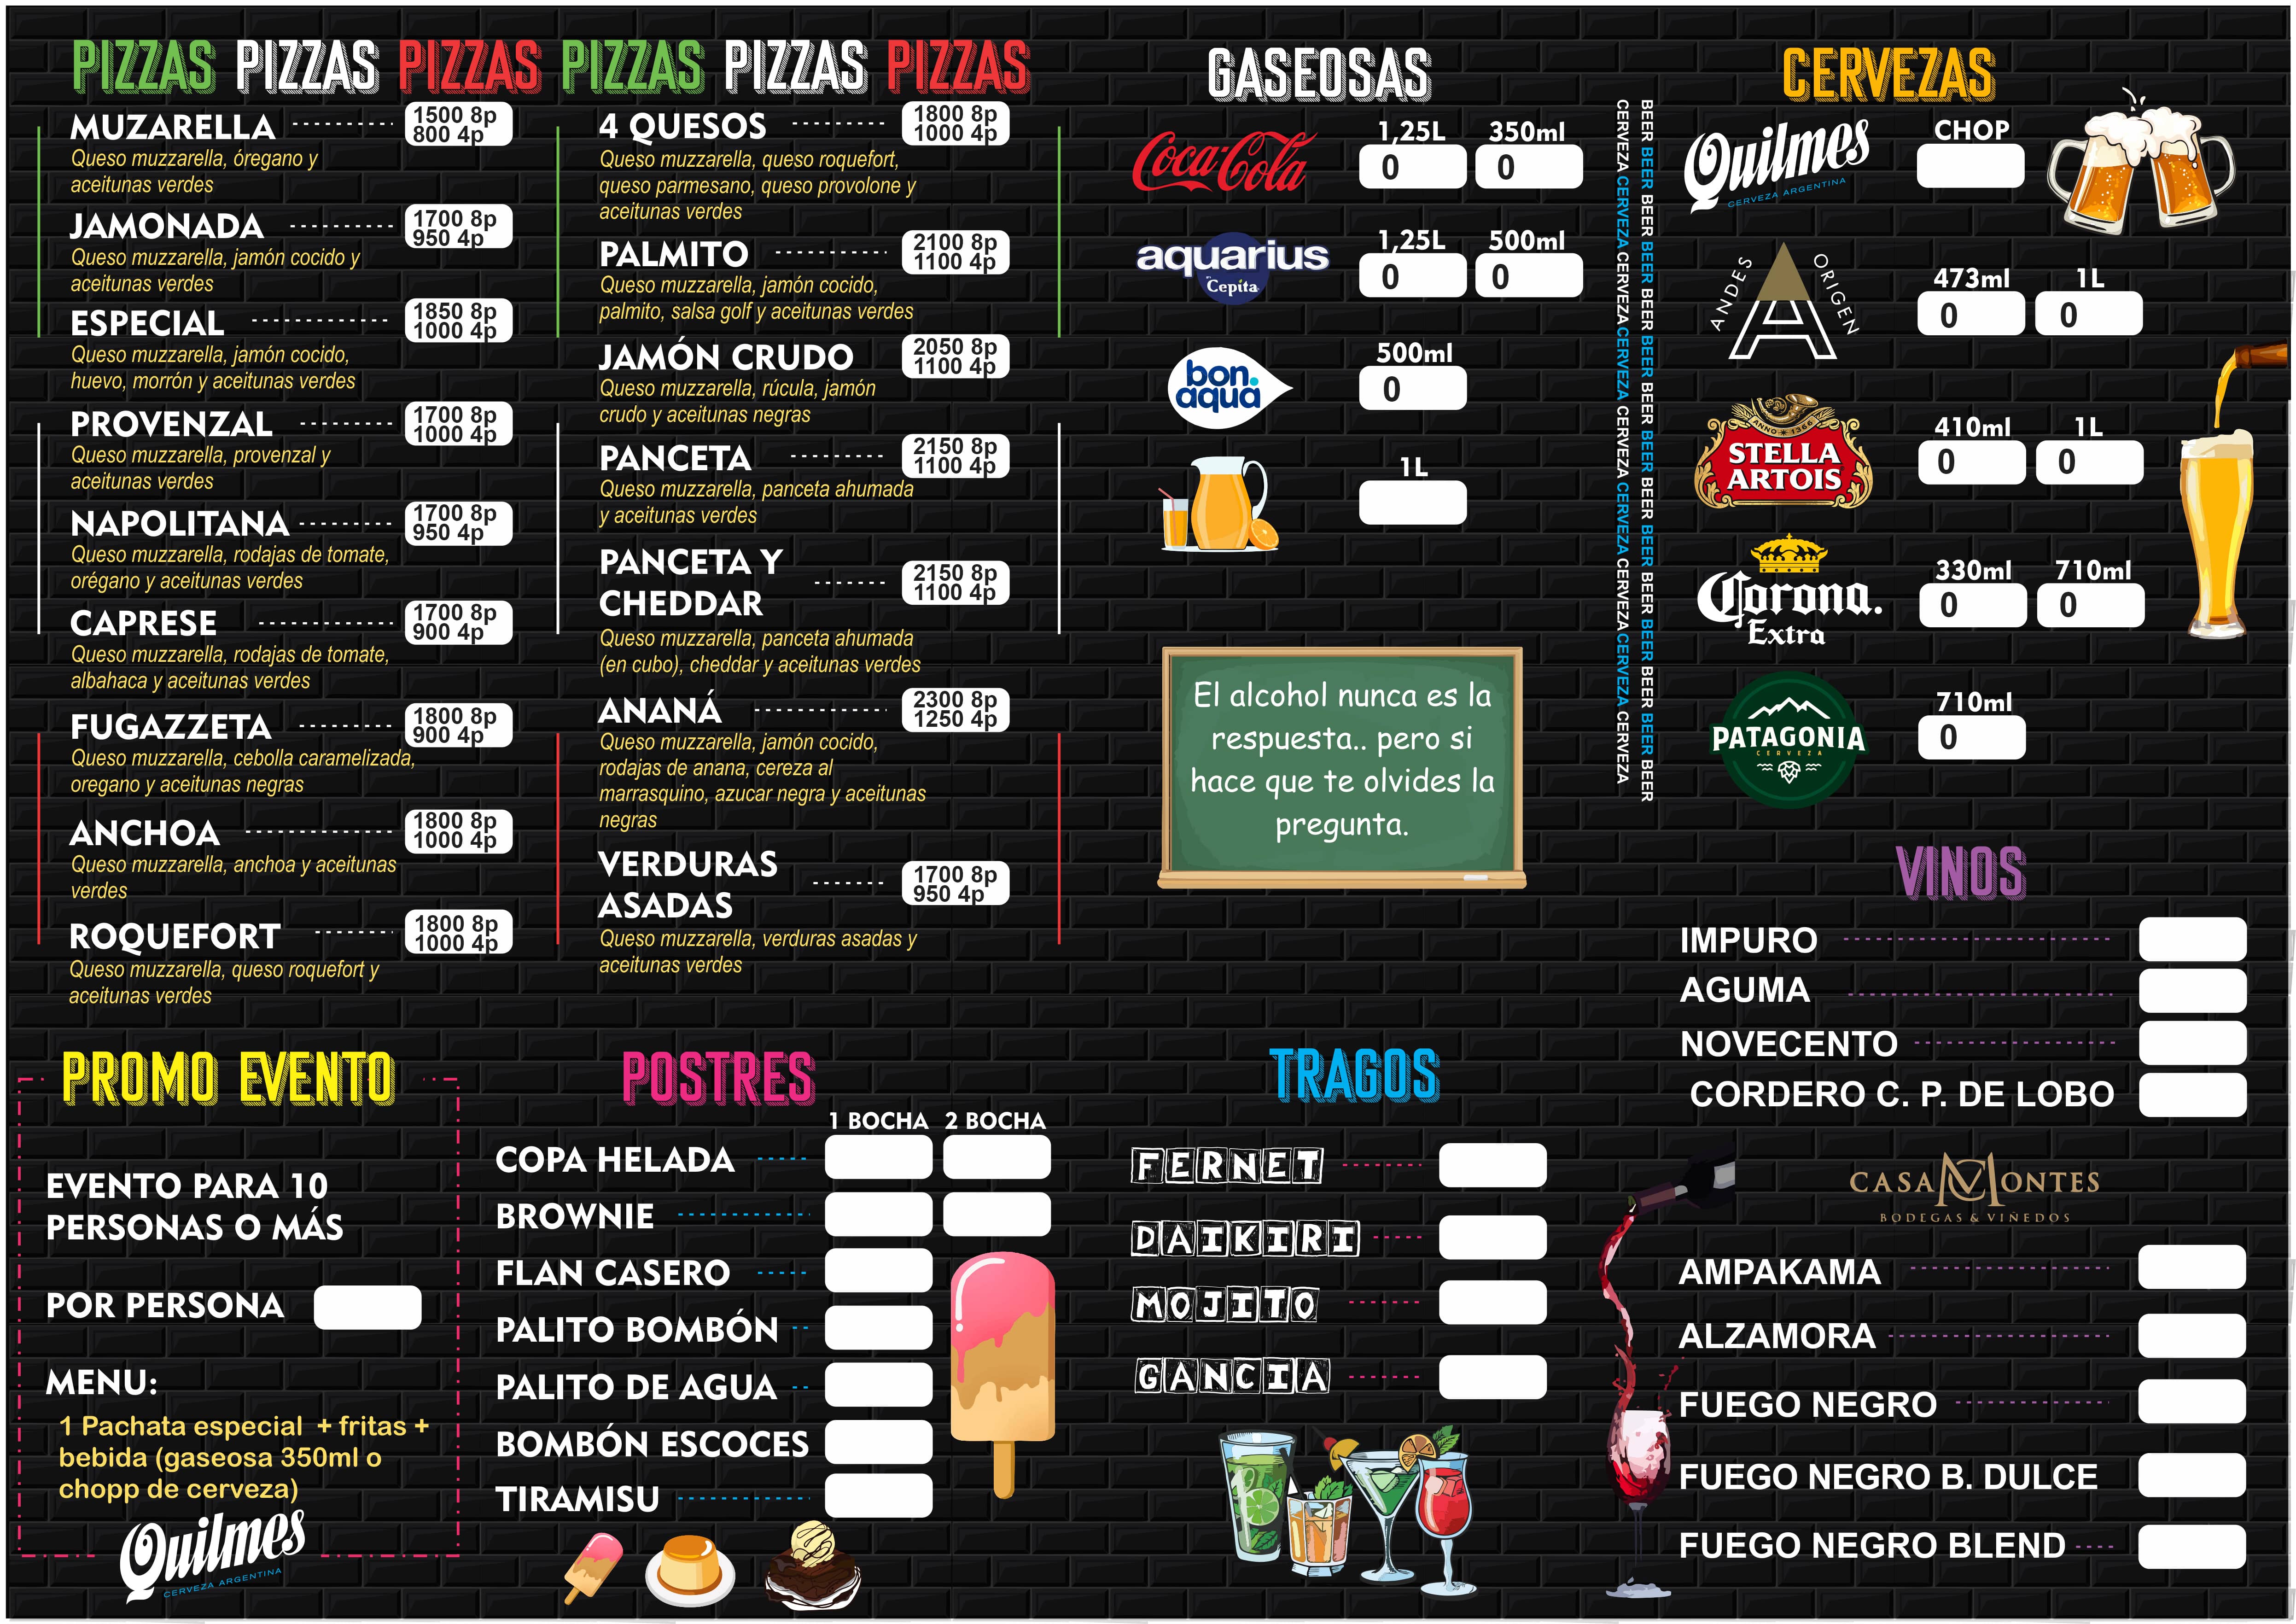 PIZZAS PIZZAS PIZZAS PIZZAS PIZZAS PIZZAS
MUZARELLA
1500 8p
800 4p
Queso muzzarella, óregano y
aceitunas verdes
JAMONADA
1700 8p
950 4p
Queso muzzarella, jamón cocido y
aceitunas verdes
ESPECIAL
1850 8p
1000 4p
Queso muzzarella, jamón cocido,
huevo, morrón y aceitunas verdes
PROVENZAL
1700 8p
1000 4p
Queso muzzarella, provenzal y
aceitunas verdes
NAPOLITANA
1700 8p
950 4p
Queso muzzarella, rodajas de tomate,
orégano y aceitunas verdes
CAPRESE
1700 8p
900 4p
Queso muzzarella, rodajas de tomate,
albahaca y aceitunas verdes
FUGAZZETA
1800 8p
900 4p
Queso muzzarella, cebolla caramelizada,
oregano y aceitunas negras
ANCHOA
1800 8p
1000 4p
Queso muzzarella, anchoa y aceitunas
verdes
ROQUEFORT
1800 8p
1000 4p
Queso muzzarella, queso roquefort y
aceitunas verdes
4 QUESOS
1800 8p
1000 4p
Queso muzzarella, queso roquefort,
queso parmesano, queso provolone y
aceitunas verdes
PALMITO
2100 8p
1100 4p
Queso muzzarella, jamón cocido,
palmito, salsa golf y aceitunas verdes
JAMÓN CRUDO
2050 8p
1100 4p
Queso muzzarella, rúcula, jamón
crudo y aceitunas negras
PANCETA
2150 8p
1100 4p
Queso muzzarella, panceta ahumada
y aceitunas verdes
PANCETA Y
CHEDDAR
2150 8p
1100 4p
Queso muzzarella, panceta ahumada
(en cubo), cheddar y aceitunas verdes
ANANÁ
2300 8p
1250 4p
Queso muzzarella, jamón cocido,
rodajas de anana, cereza al
marrasquino, azucar negra y aceitunas
negras
VERDURAS
ASADAS
1700 8p
950 4p
Queso muzzarella, verduras asadas y
aceitunas verdes
GASEOSAS
Coca-Cola
1,25L 350ml
0 0
aquarius
Cepita
1,25L 500ml
0 0
bon.
aqua
500ml
0
1L
El alcohol nunca es la
respuesta.. pero si
hace que te olvides la
pregunta.
BEER BEER BEER BEER BEER BEER BEER BEER BEER BEER BEER BEER BEER BEER BEER
CERVEZA CERVEZA CERVEZA CERVEZA CERVEZA CERVEZA CERVEZA CERVEZA CERVEZA
CERVEZAS
Quilmes
CERVEZA ARGENTINA
CHOP
ANDES ORIGEN
473ml 1L
0 0
ANNO 1366
STELLA
ARTOIS
410ml 1L
0 0
Corona.
Extra
330ml 710ml
0 0
PATAGONIA
CERVEZA
710ml
0
VINOS
IMPURO
AGUMA
NOVECENTO
CORDERO C. P. DE LOBO
CASA MONTES
BODEGAS & VIÑEDOS
AMPAKAMA
ALZAMORA
FUEGO NEGRO
FUEGO NEGRO B. DULCE
FUEGO NEGRO BLEND
PROMO EVENTO
EVENTO PARA 10
PERSONAS O MÁS
POR PERSONA
MENU:
1 Pachata especial + fritas +
bebida (gaseosa 350ml o
chopp de cerveza)
Quilmes
CERVEZA ARGENTINA
POSTRES
1 BOCHA 2 BOCHA
COPA HELADA
BROWNIE
FLAN CASERO
PALITO BOMBÓN
PALITO DE AGUA
BOMBÓN ESCOCES
TIRAMISU
TRAGOS
FERNET
DAIKIRI
MOJITO
GANCIA